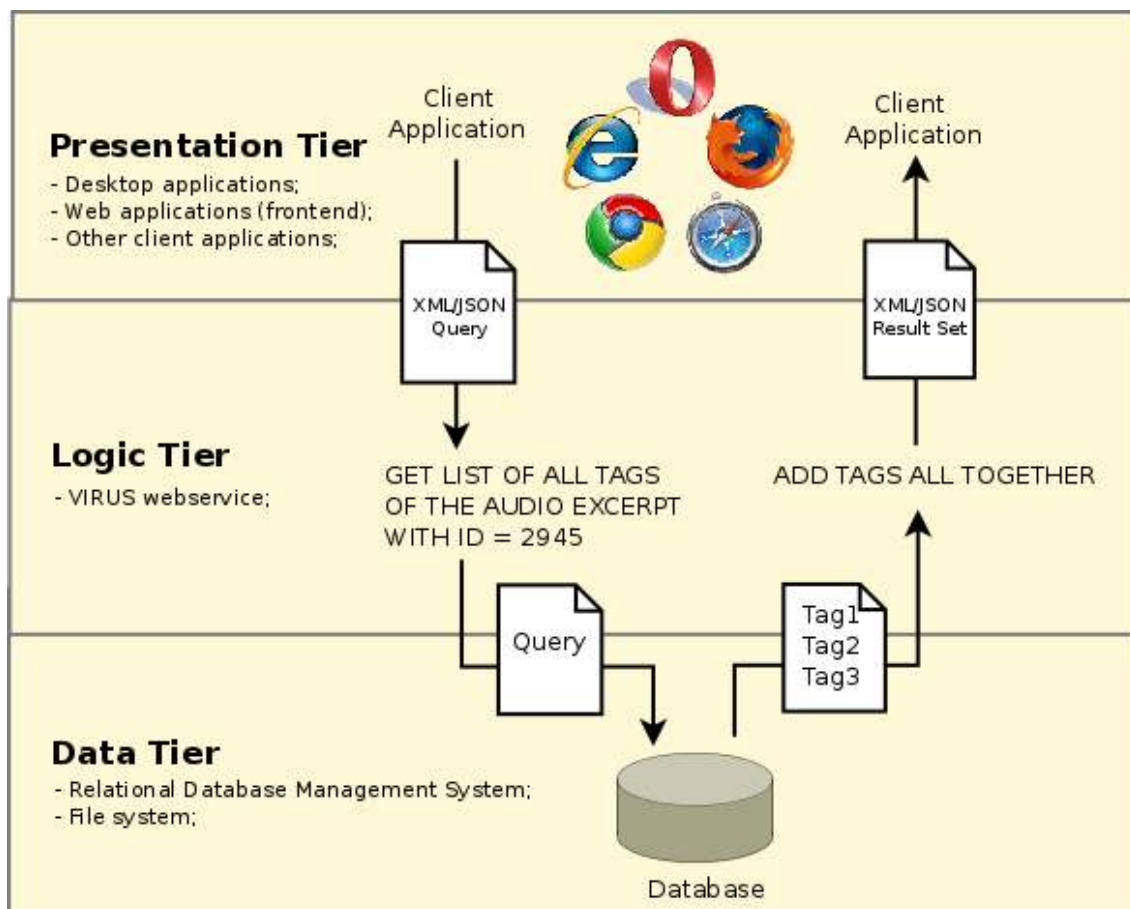 Client
Application
Client
Application
Presentation Tier
- Desktop applications;
- Web applications (frontend);
- Other client applications;
XML/JSON
Query
XML/JSON
Result Set
Logic Tier
- VIRUS webservice;
GET LIST OF ALL TAGS
OF THE AUDIO EXCERPT
WITH ID = 2945
ADD TAGS ALL TOGETHER
Query
Tag1
Tag2
Tag3
Data Tier
- Relational Database Management System;
- File system;
Database